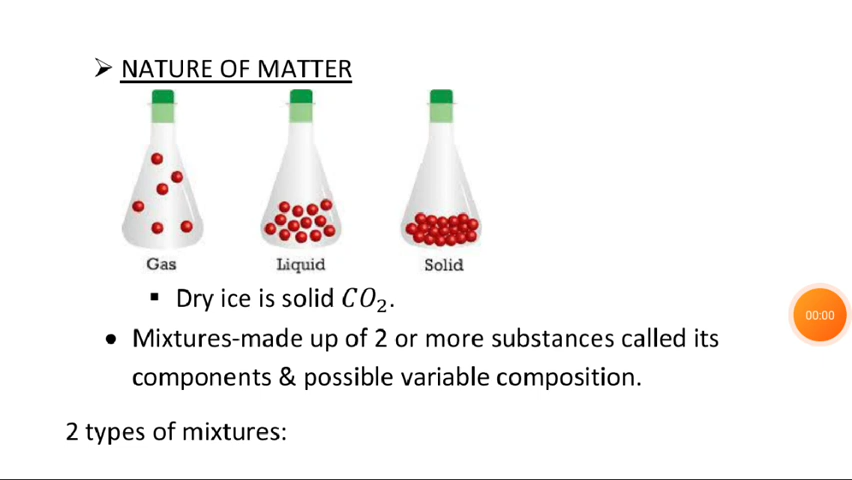 ➢ NATURE OF MATTER
Gas Liquid Solid
▪ Dry ice is solid CO₂.
• Mixtures-made up of 2 or more substances called its
components & possible variable composition.
2 types of mixtures:
00:00